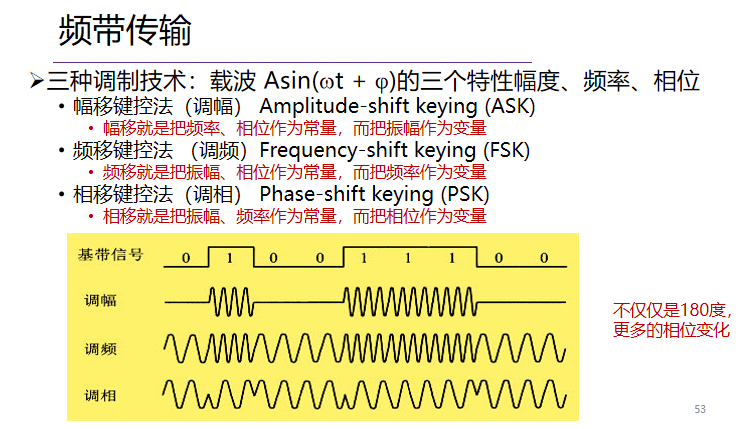 频带传输
➢三种调制技术：载波 Asin(ωt + φ)的三个特性幅度、频率、相位
• 幅移键控法（调幅） Amplitude-shift keying (ASK)
• 幅移就是把频率、相位作为常量，而把振幅作为变量
• 频移键控法 （调频）Frequency-shift keying (FSK)
• 频移就是把振幅、相位作为常量，而把频率作为变量
• 相移键控法（调相） Phase-shift keying (PSK)
• 相移就是把振幅、频率作为常量，而把相位作为变量
基带信号 0 1 0 0 1 1 1 0 0
调幅
调频
调相
不仅仅是180度，
更多的相位变化
53